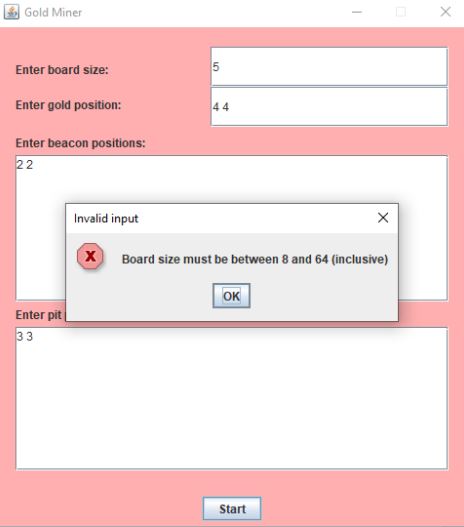 Gold Miner
Enter board size:
5
Enter gold position:
4 4
Enter beacon positions:
2 2
Invalid input
Board size must be between 8 and 64 (inclusive)
OK
Enter pit
3 3
Start